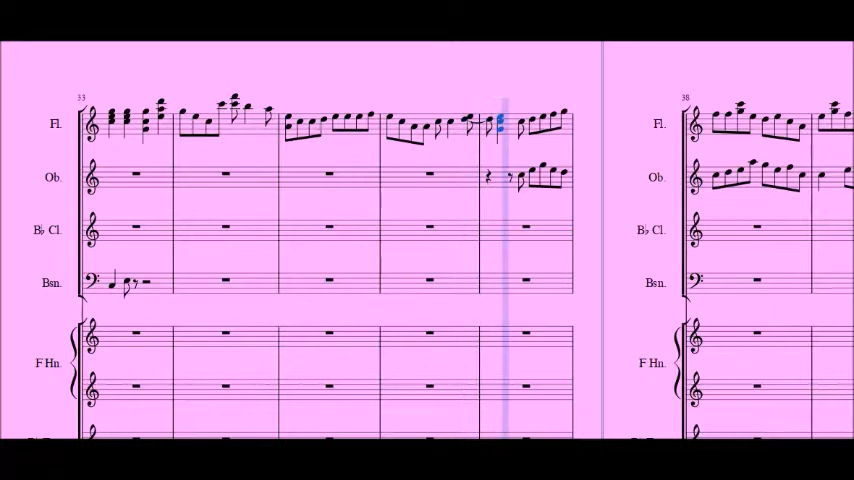 33
38
Fl.
Fl.
Ob.
Ob.
B♭ Cl.
B♭ Cl.
Bsn.
Bsn.
F Hn.
F Hn.